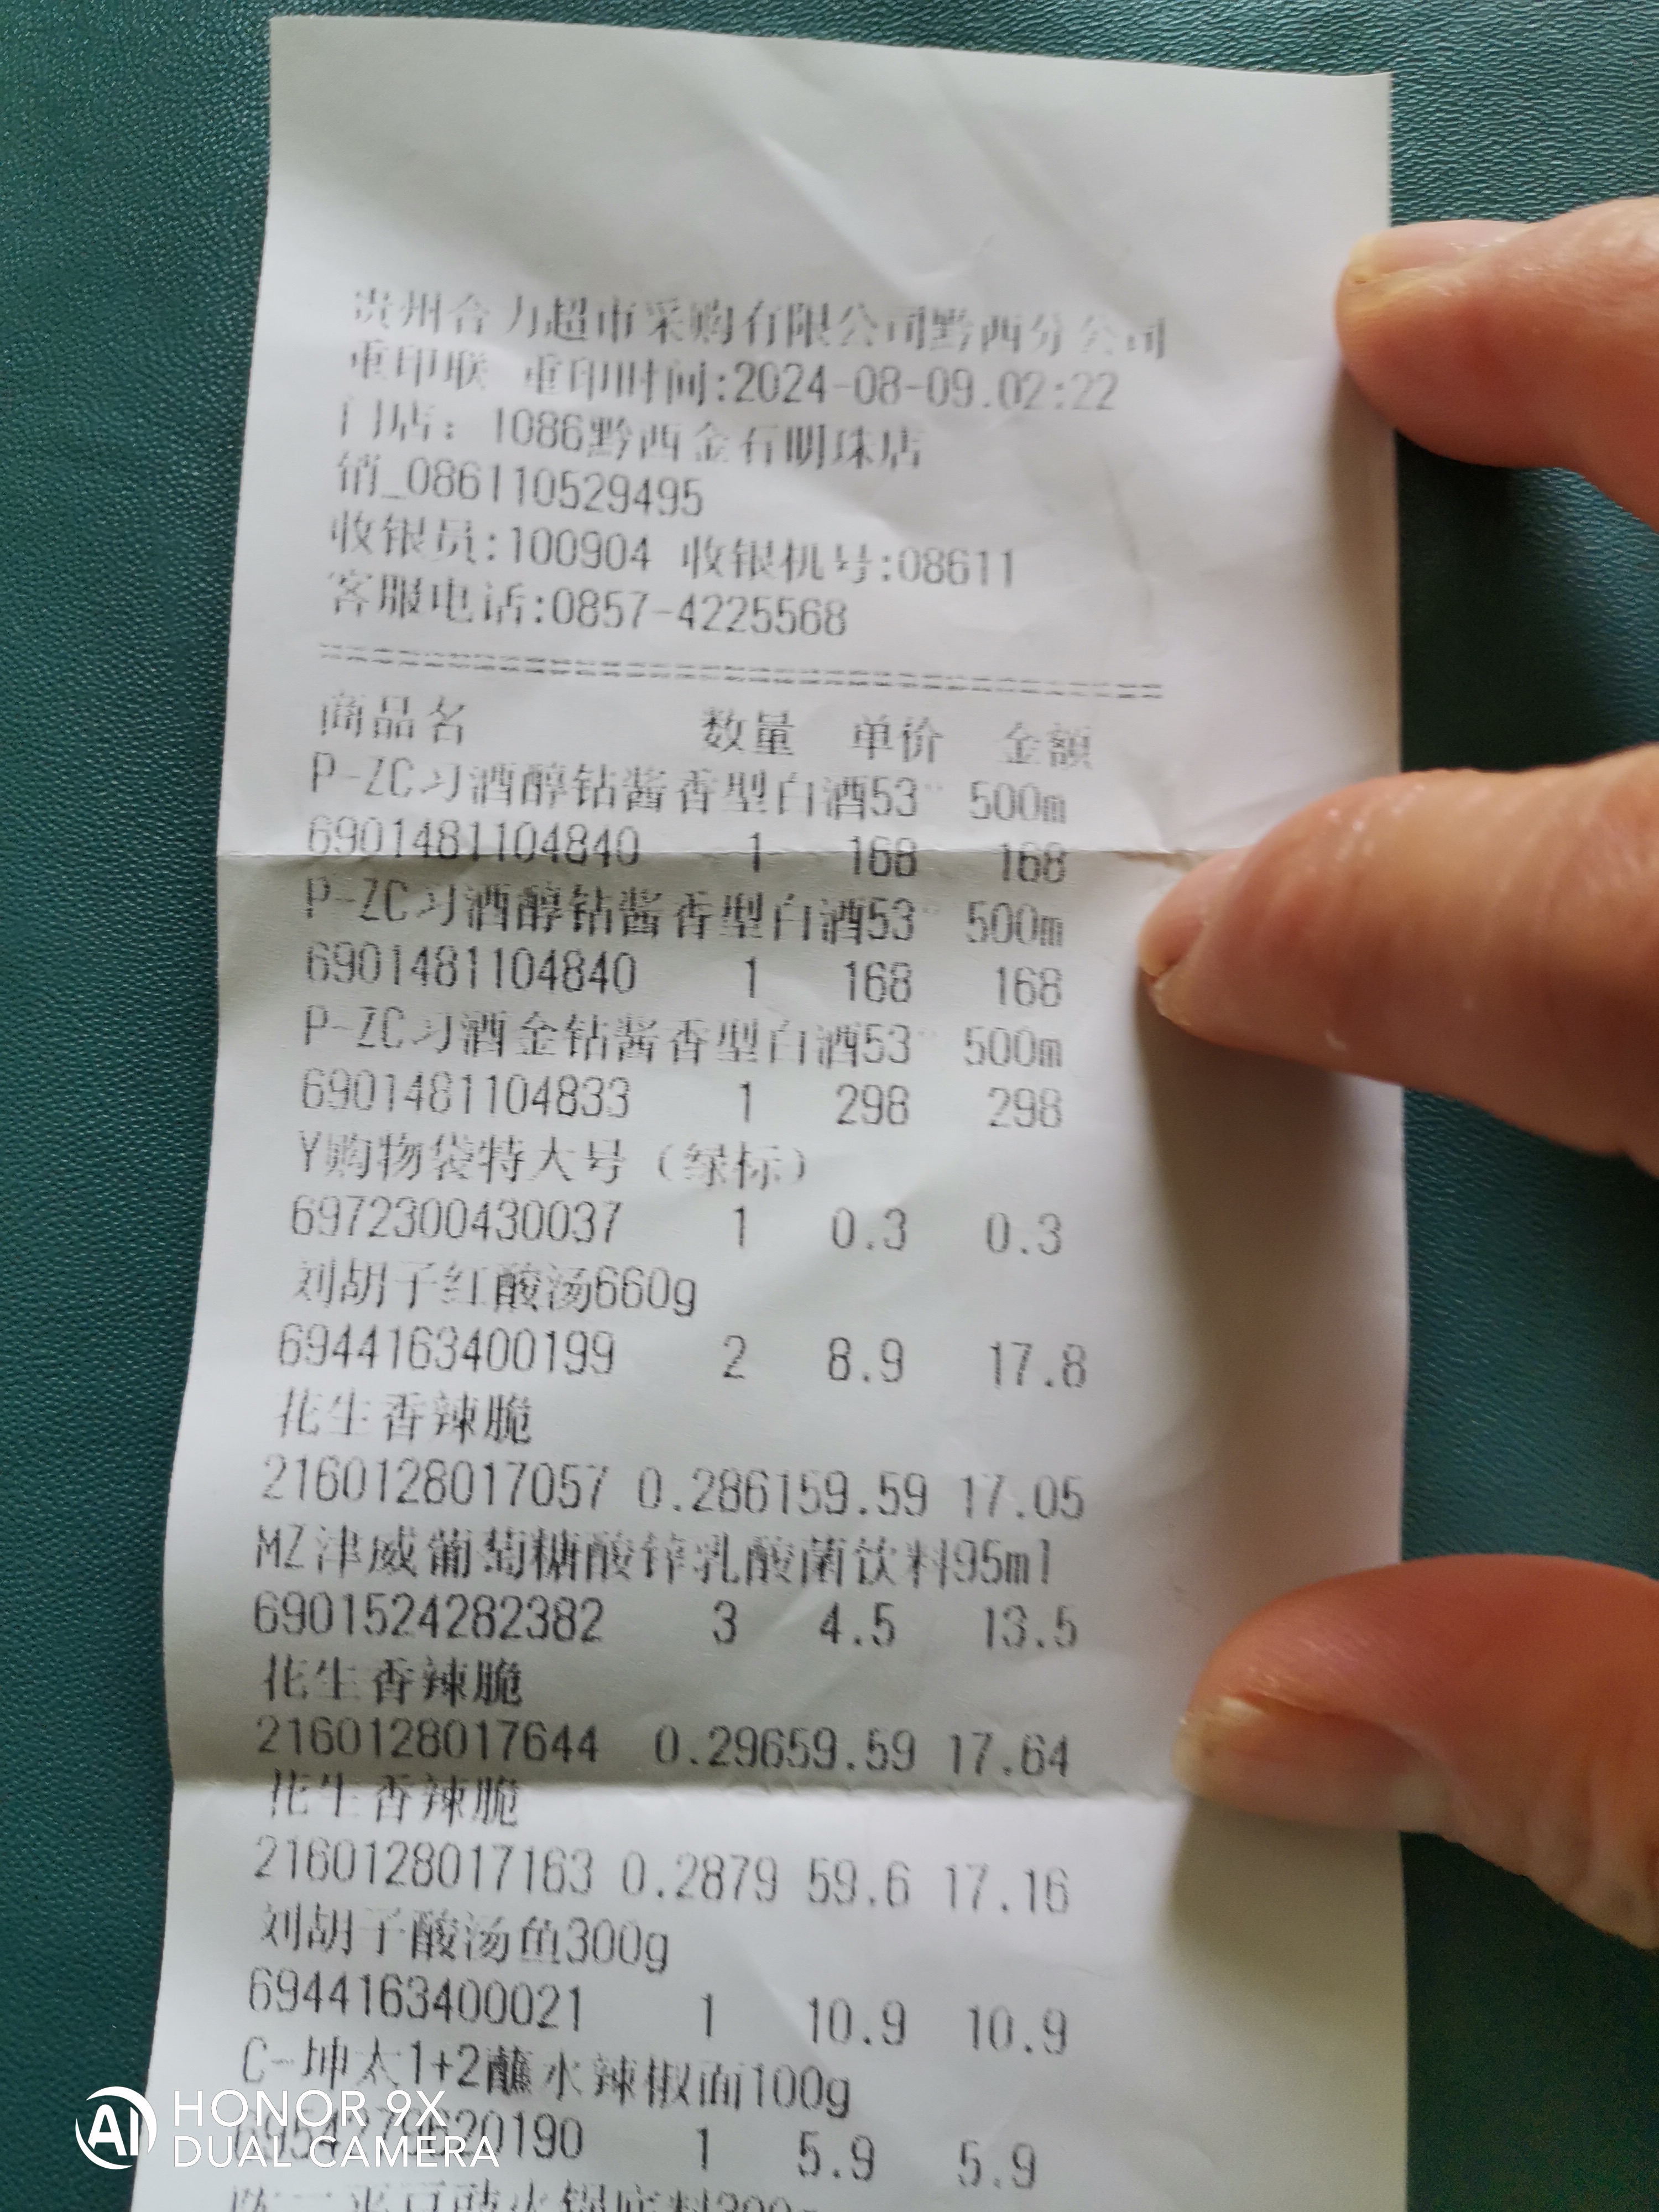 贵州合力超市采购有限公司黔西分公司
重印联 重印时间:2024-08-09.02:22
门店: 1086黔西金石明珠店
销_086110529495
收银员:100904 收银机号:08611
客服电话:0857-4225568
商品名 数量 单价 金额
P-ZC习酒醇钻酱香型白酒53¨ 500m
6901481104840 1 168 168
P-ZC习酒醇钻酱香型白酒53¨ 500m
6901481104840 1 168 168
P-ZC习酒金钻酱香型白酒53¨ 500m
6901481104833 1 298 298
Y购物袋特大号（绿标）
6972300430037 1 0.3 0.3
刘胡子红酸汤660g
6944163400199 2 8.9 17.8
花生香辣脆
2160128017057 0.286159.59 17.05
MZ津威葡萄糖酸锌乳酸菌饮料95ml
6901524282382 3 4.5 13.5
花生香辣脆
2160128017644 0.29659.59 17.64
花生香辣脆
2160128017163 0.2879 59.6 17.16
刘胡子酸汤鱼300g
6944163400021 1 10.9 10.9
C-坤太1+2蘸水辣椒面100g
1 5.9 5.9
HONOR 9X
DUAL CAMERA
AI